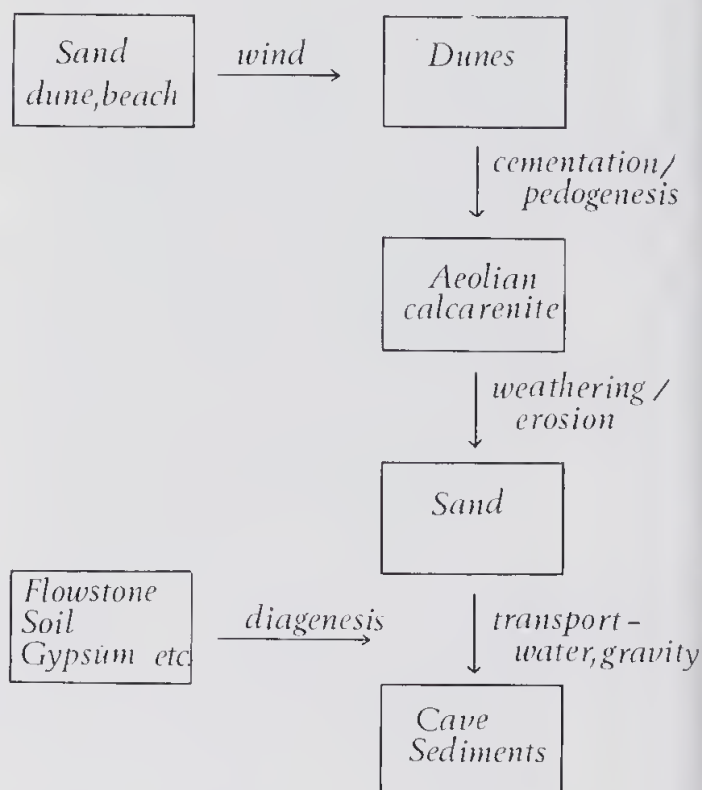 Sand
dune, beach
wind
Dunes
cementation/
pedogenesis
Aeolian
calcarenite
weathering /
erosion
Sand
Flowstone
Soil
Gypsum etc
diagenesis
transport -
water, gravity
Cave
Sediments